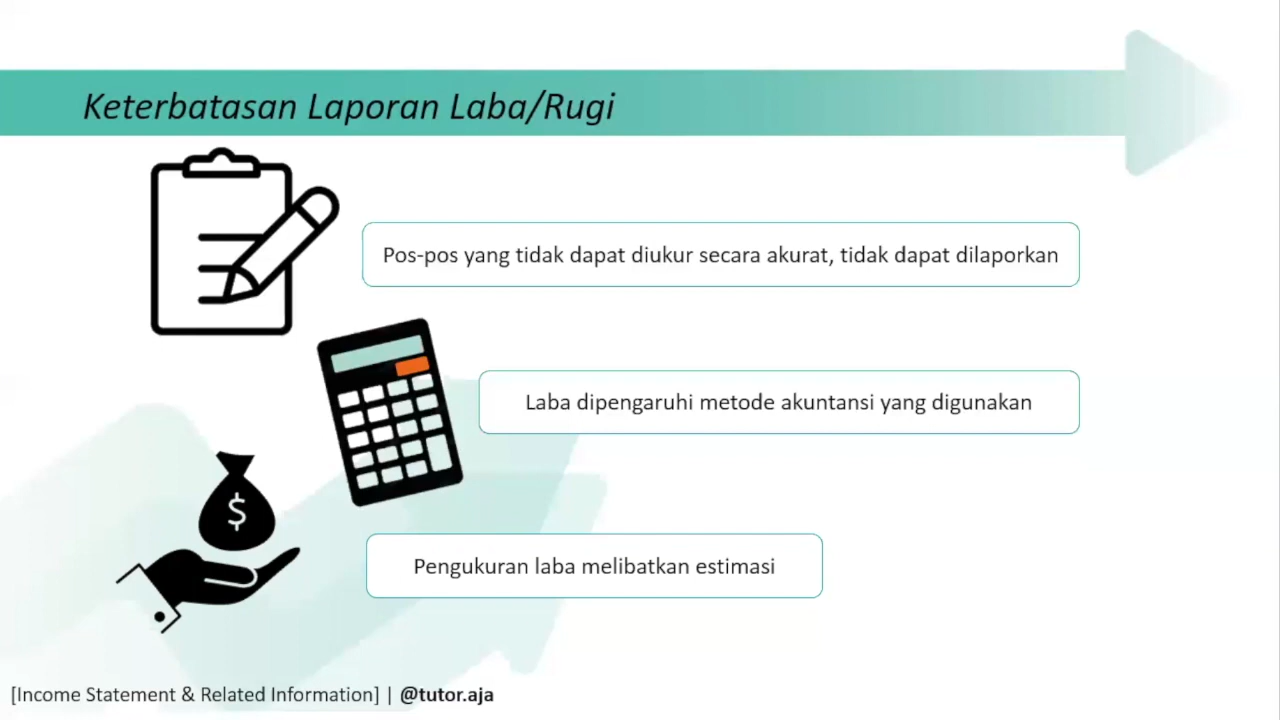 Keterbatasan Laporan Laba/Rugi
Pos-pos yang tidak dapat diukur secara akurat, tidak dapat dilaporkan
Laba dipengaruhi metode akuntansi yang digunakan
$
Pengukuran laba melibatkan estimasi
[Income Statement & Related Information] | @tutor.aja